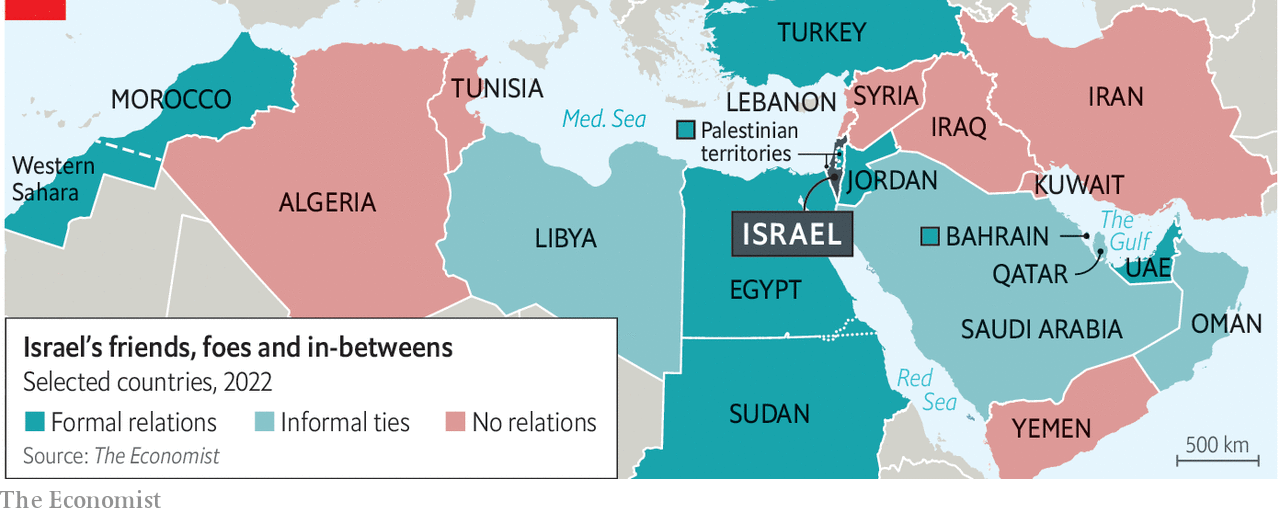 TURKEY
MOROCCO
TUNISIA
LEBANON
SYRIA
IRAN
Med. Sea
Palestinian
territories
IRAQ
Western
Sahara
ALGERIA
JORDAN
KUWAIT
LIBYA
ISRAEL
BAHRAIN
The
Gulf
QATAR
UAE
EGYPT
SAUDI ARABIA
OMAN
Red
Sea
SUDAN
YEMEN
500 km
Israel’s friends, foes and in-betweens
Selected countries, 2022
Formal relations
Informal ties
No relations
Source: The Economist
The Economist